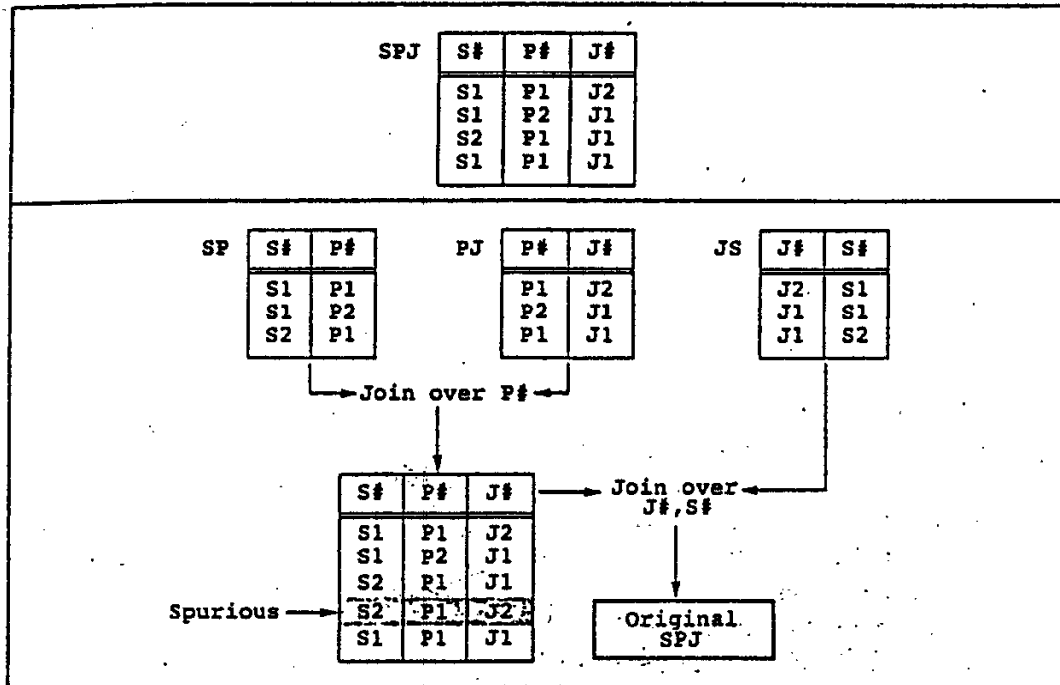 SPJ S# P# J#
S1 P1 J2
S1 P2 J1
S2 P1 J1
S1 P1 J1
SP S# P#
S1 P1
S1 P2
S2 P1
PJ P# J#
P1 J2
P2 J1
P1 J1
JS J# S#
J2 S1
J1 S1
J1 S2
Join over P#
S# P# J#
S1 P1 J2
S1 P2 J1
S2 P1 J1
Spurious S2 P1 J2
S1 P1 J1
Join over
J#,S#
Original
SPJ